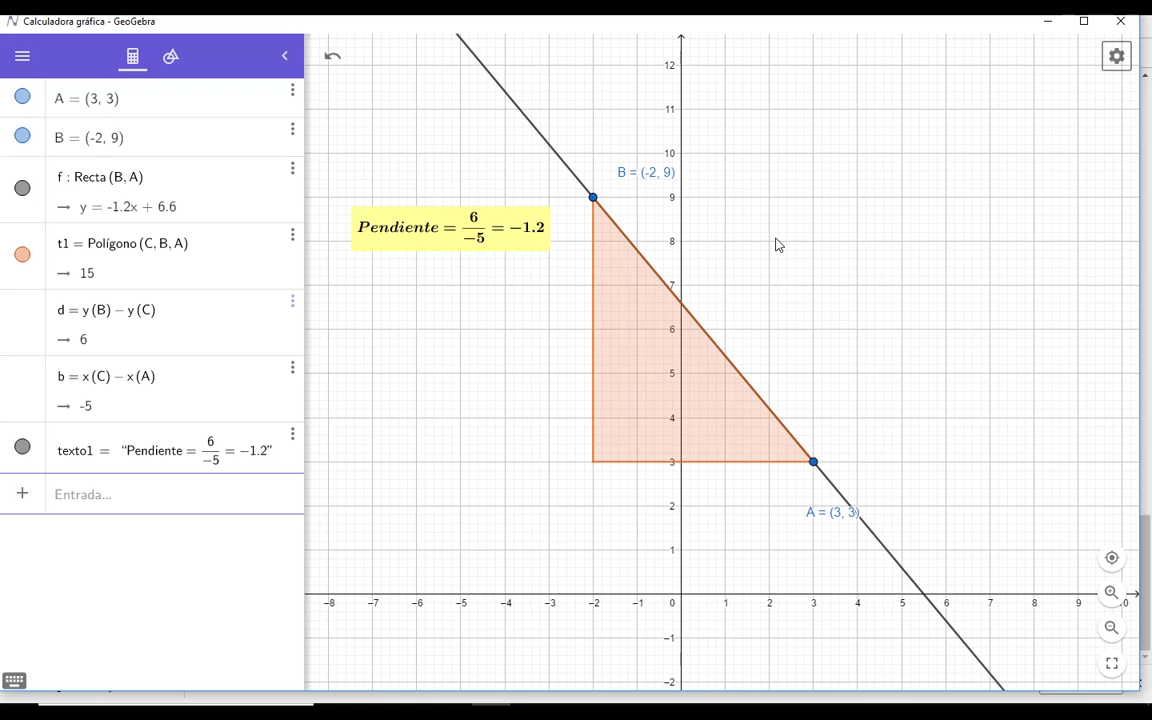 Calculadora gráfica - GeoGebra
A = (3, 3)
B = (-2, 9)
f : Recta (B, A)
→ y = -1.2x + 6.6
t1 = Polígono (C, B, A)
→ 15
d = y (B) − y (C)
→ 6
b = x (C) − x (A)
→ -5
texto1 = “Pendiente = 6/−5 = −1.2”
+ Entrada...
12
11
10
B = (-2, 9)
9
Pendiente = 6/−5 = −1.2
8
7
6
5
4
3
2
A = (3, 3)
1
−8 −7 −6 −5 −4 −3 −2 −1 0 1 2 3 4 5 6 7 8 9 0
−1
−2